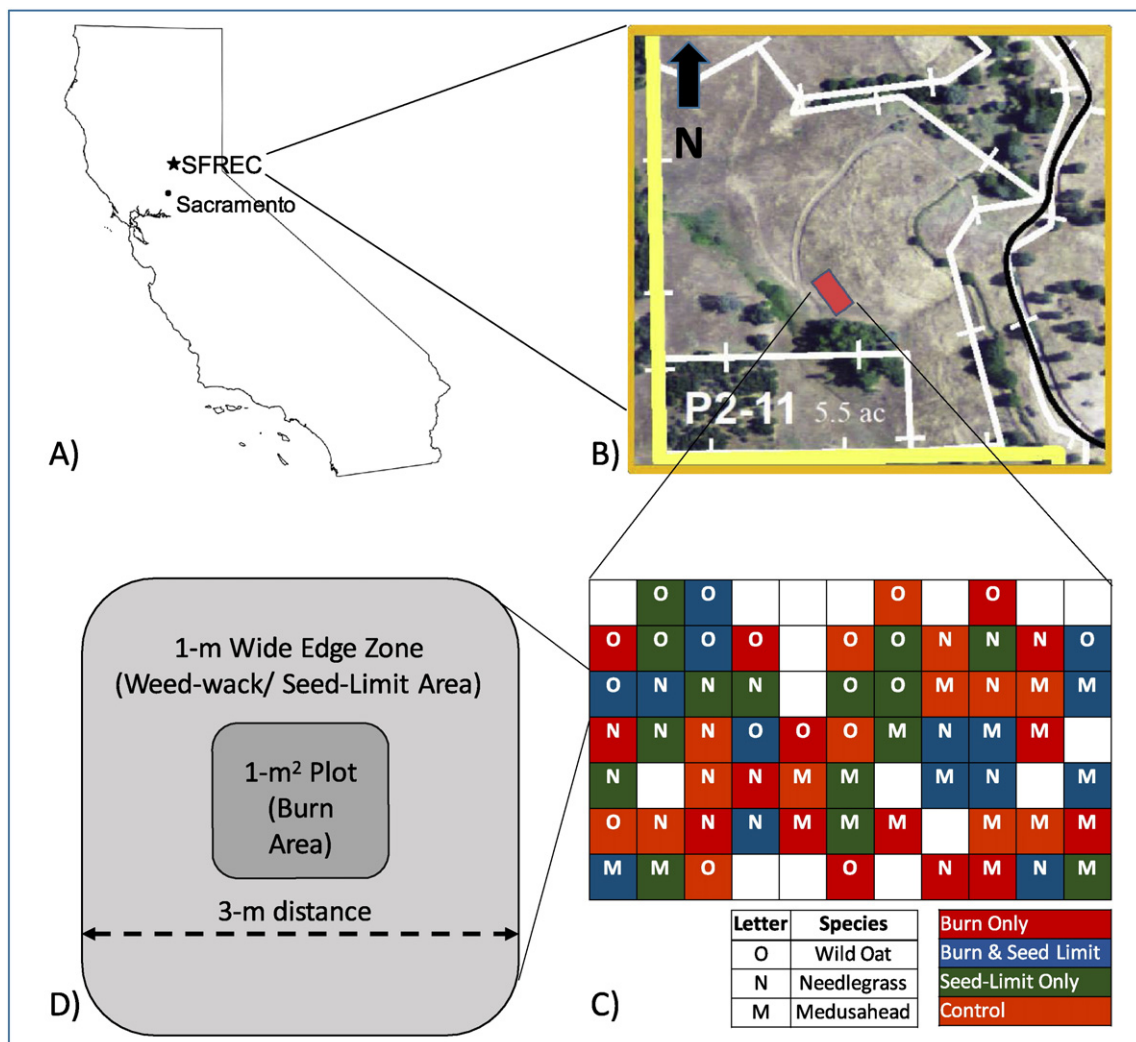 ★SFREC
Sacramento
A)
N
P2-11 5.5 ac
B)
1-m Wide Edge Zone
(Weed-wack/ Seed-Limit Area)
1-m² Plot
(Burn
Area)
3-m distance
D)
O O O O
O O O O O O N N N O
O N N N O O M N M M
N N N O O O M N M M
N N N M M M N M
O N N N M M M M M M
M M O O N M N M
Letter Species
O Wild Oat
N Needlegrass
M Medusahead
Burn Only
Burn & Seed Limit
Seed-Limit Only
Control
C)